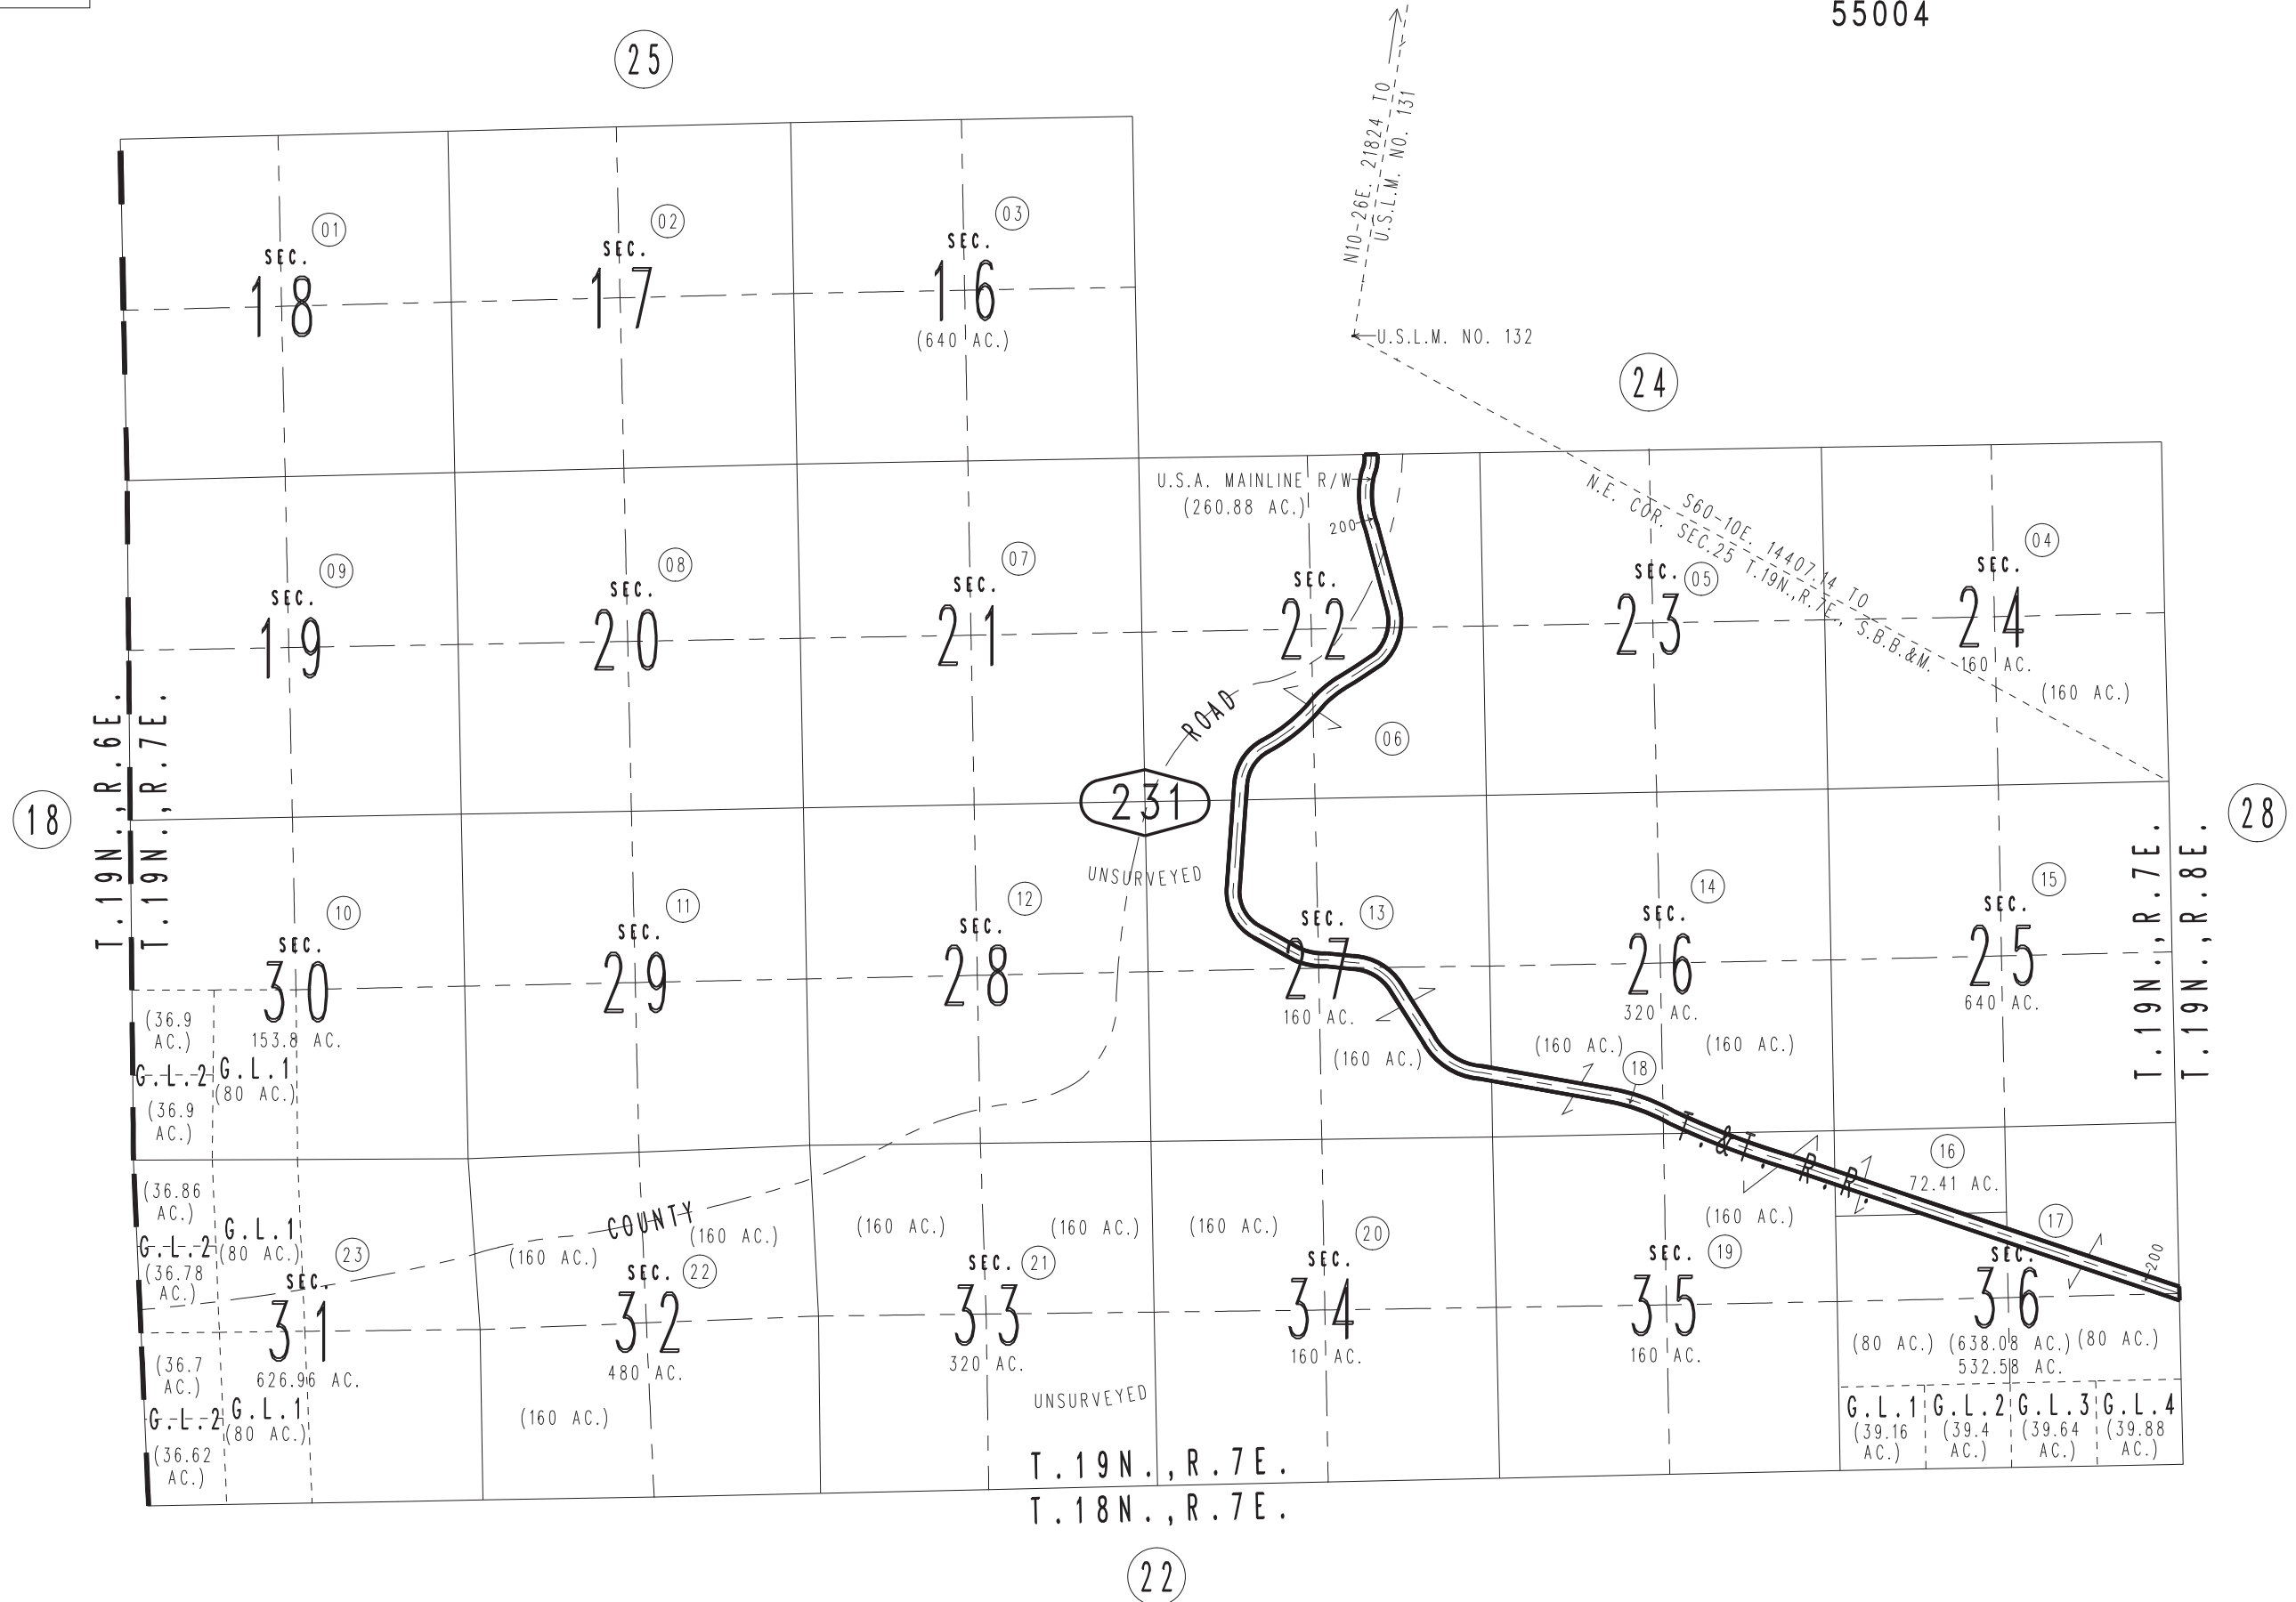 55004
25
N10-26E. 21824 TO
U.S.L.M. NO. 131
U.S.L.M. NO. 132
24
SEC. 01
18
SEC. 02
17
SEC. 03
16
(640 AC.)
U.S.A. MAINLINE R/W
(260.88 AC.)
200
S60-10E. 14407.14 TO
N.E. COR. SEC.25 T.19N.,R.7E., S.B.B.&M.
SEC. 09
19
SEC. 08
20
SEC. 07
21
SEC.
22
06
SEC. 05
23
SEC. 04
24
160 AC.
(160 AC.)
ROAD
231
UNSURVEYED
18
T.19N.,R.6E.
T.19N.,R.7E.
28
T.19N.,R.7E.
T.19N.,R.8E.
SEC. 10
30
153.8 AC.
(36.9
AC.)
G.L.2
(36.9
AC.)
G.L.1
(80 AC.)
SEC. 11
29
SEC. 12
28
SEC. 13
27
160 AC.
(160 AC.)
SEC. 14
26
320 AC.
(160 AC.)
(160 AC.)
18
SEC. 15
25
640 AC.
T.&T. R.R.
(36.86
AC.)
G.L.2
(36.78
AC.)
G.L.1
(80 AC.)
SEC. 23
31
626.96 AC.
(36.7
AC.)
G.L.2
(36.62
AC.)
G.L.1
(80 AC.)
COUNTY
(160 AC.)
(160 AC.)
SEC. 22
32
480 AC.
(160 AC.)
(160 AC.)
(160 AC.)
SEC. 21
33
320 AC.
UNSURVEYED
(160 AC.)
SEC. 20
34
160 AC.
(160 AC.)
SEC. 19
35
160 AC.
16
72.41 AC.
17
200
SEC.
36
(80 AC.) (638.08 AC.) (80 AC.)
532.58 AC.
G.L.1
(39.16
AC.)
G.L.2
(39.4
AC.)
G.L.3
(39.64
AC.)
G.L.4
(39.88
AC.)
T.19N.,R.7E.
T.18N.,R.7E.
22